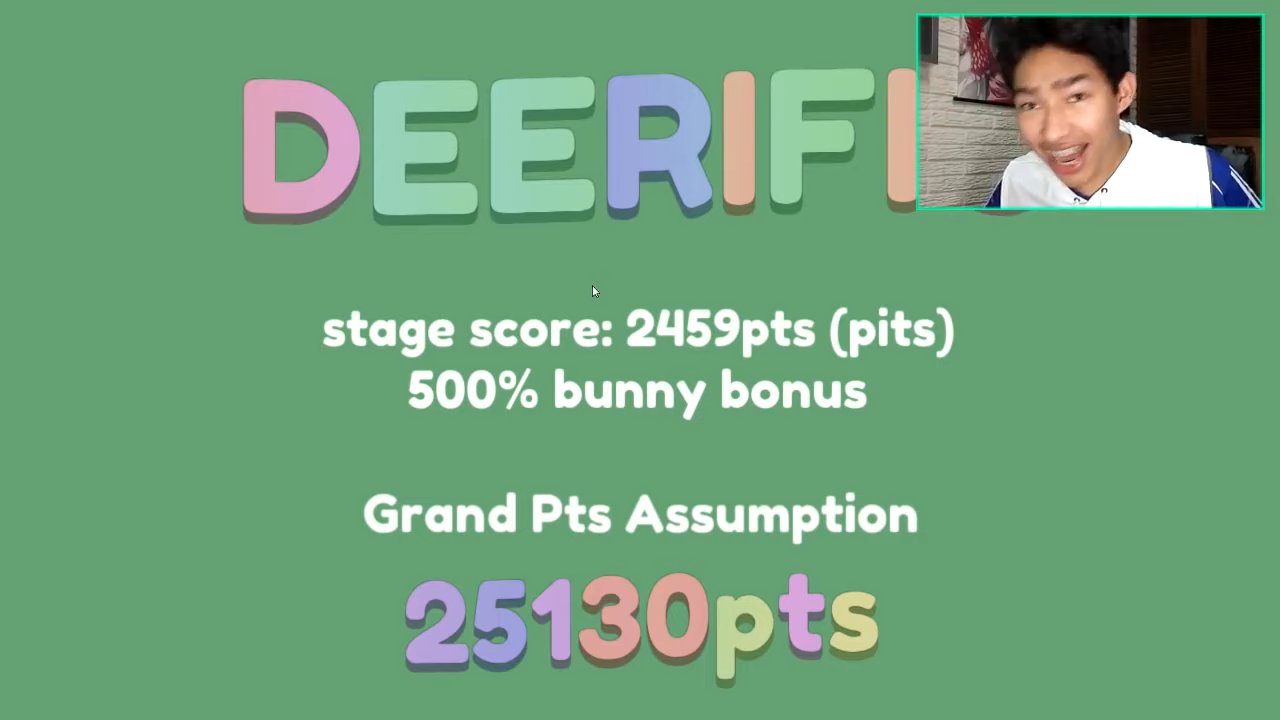 DEERIFI
stage score: 2459pts (pits)
500% bunny bonus
Grand Pts Assumption
25130pts